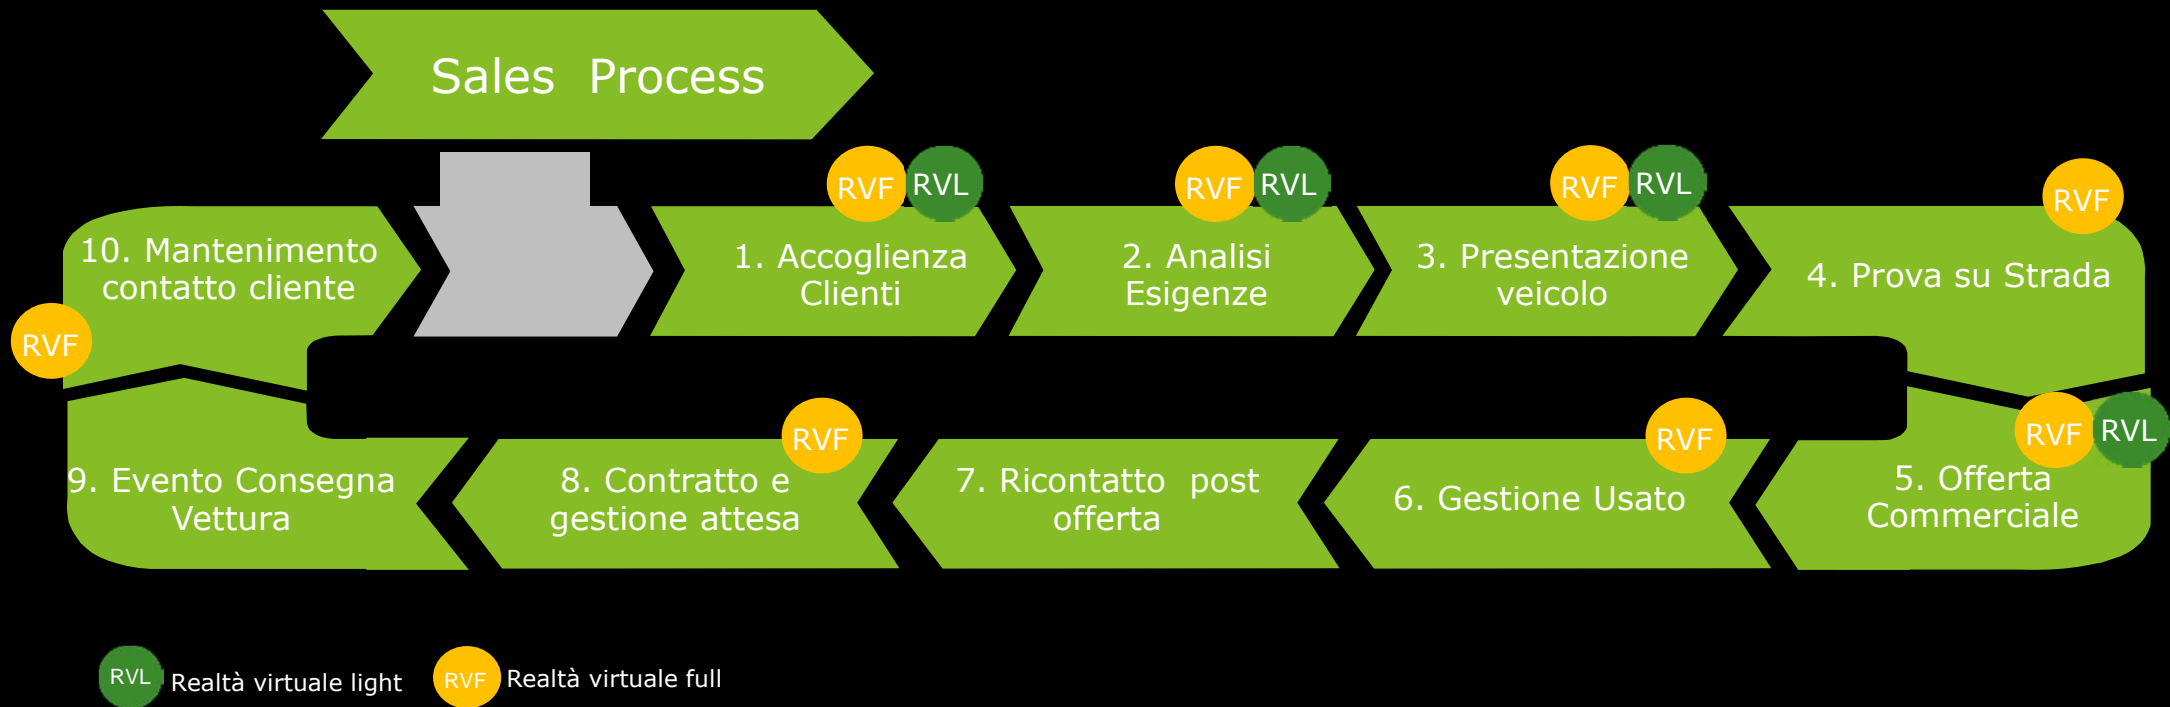 Sales Process
RVF RVL
RVF RVL
RVF RVL
RVF
10. Mantenimento
contatto cliente
1. Accoglienza
Clienti
2. Analisi
Esigenze
3. Presentazione
veicolo
4. Prova su Strada
RVF
RVF
RVF
RVF RVL
9. Evento Consegna
Vettura
8. Contratto e
gestione attesa
7. Ricontatto post
offerta
6. Gestione Usato
5. Offerta
Commerciale
RVL Realtà virtuale light
RVF Realtà virtuale full